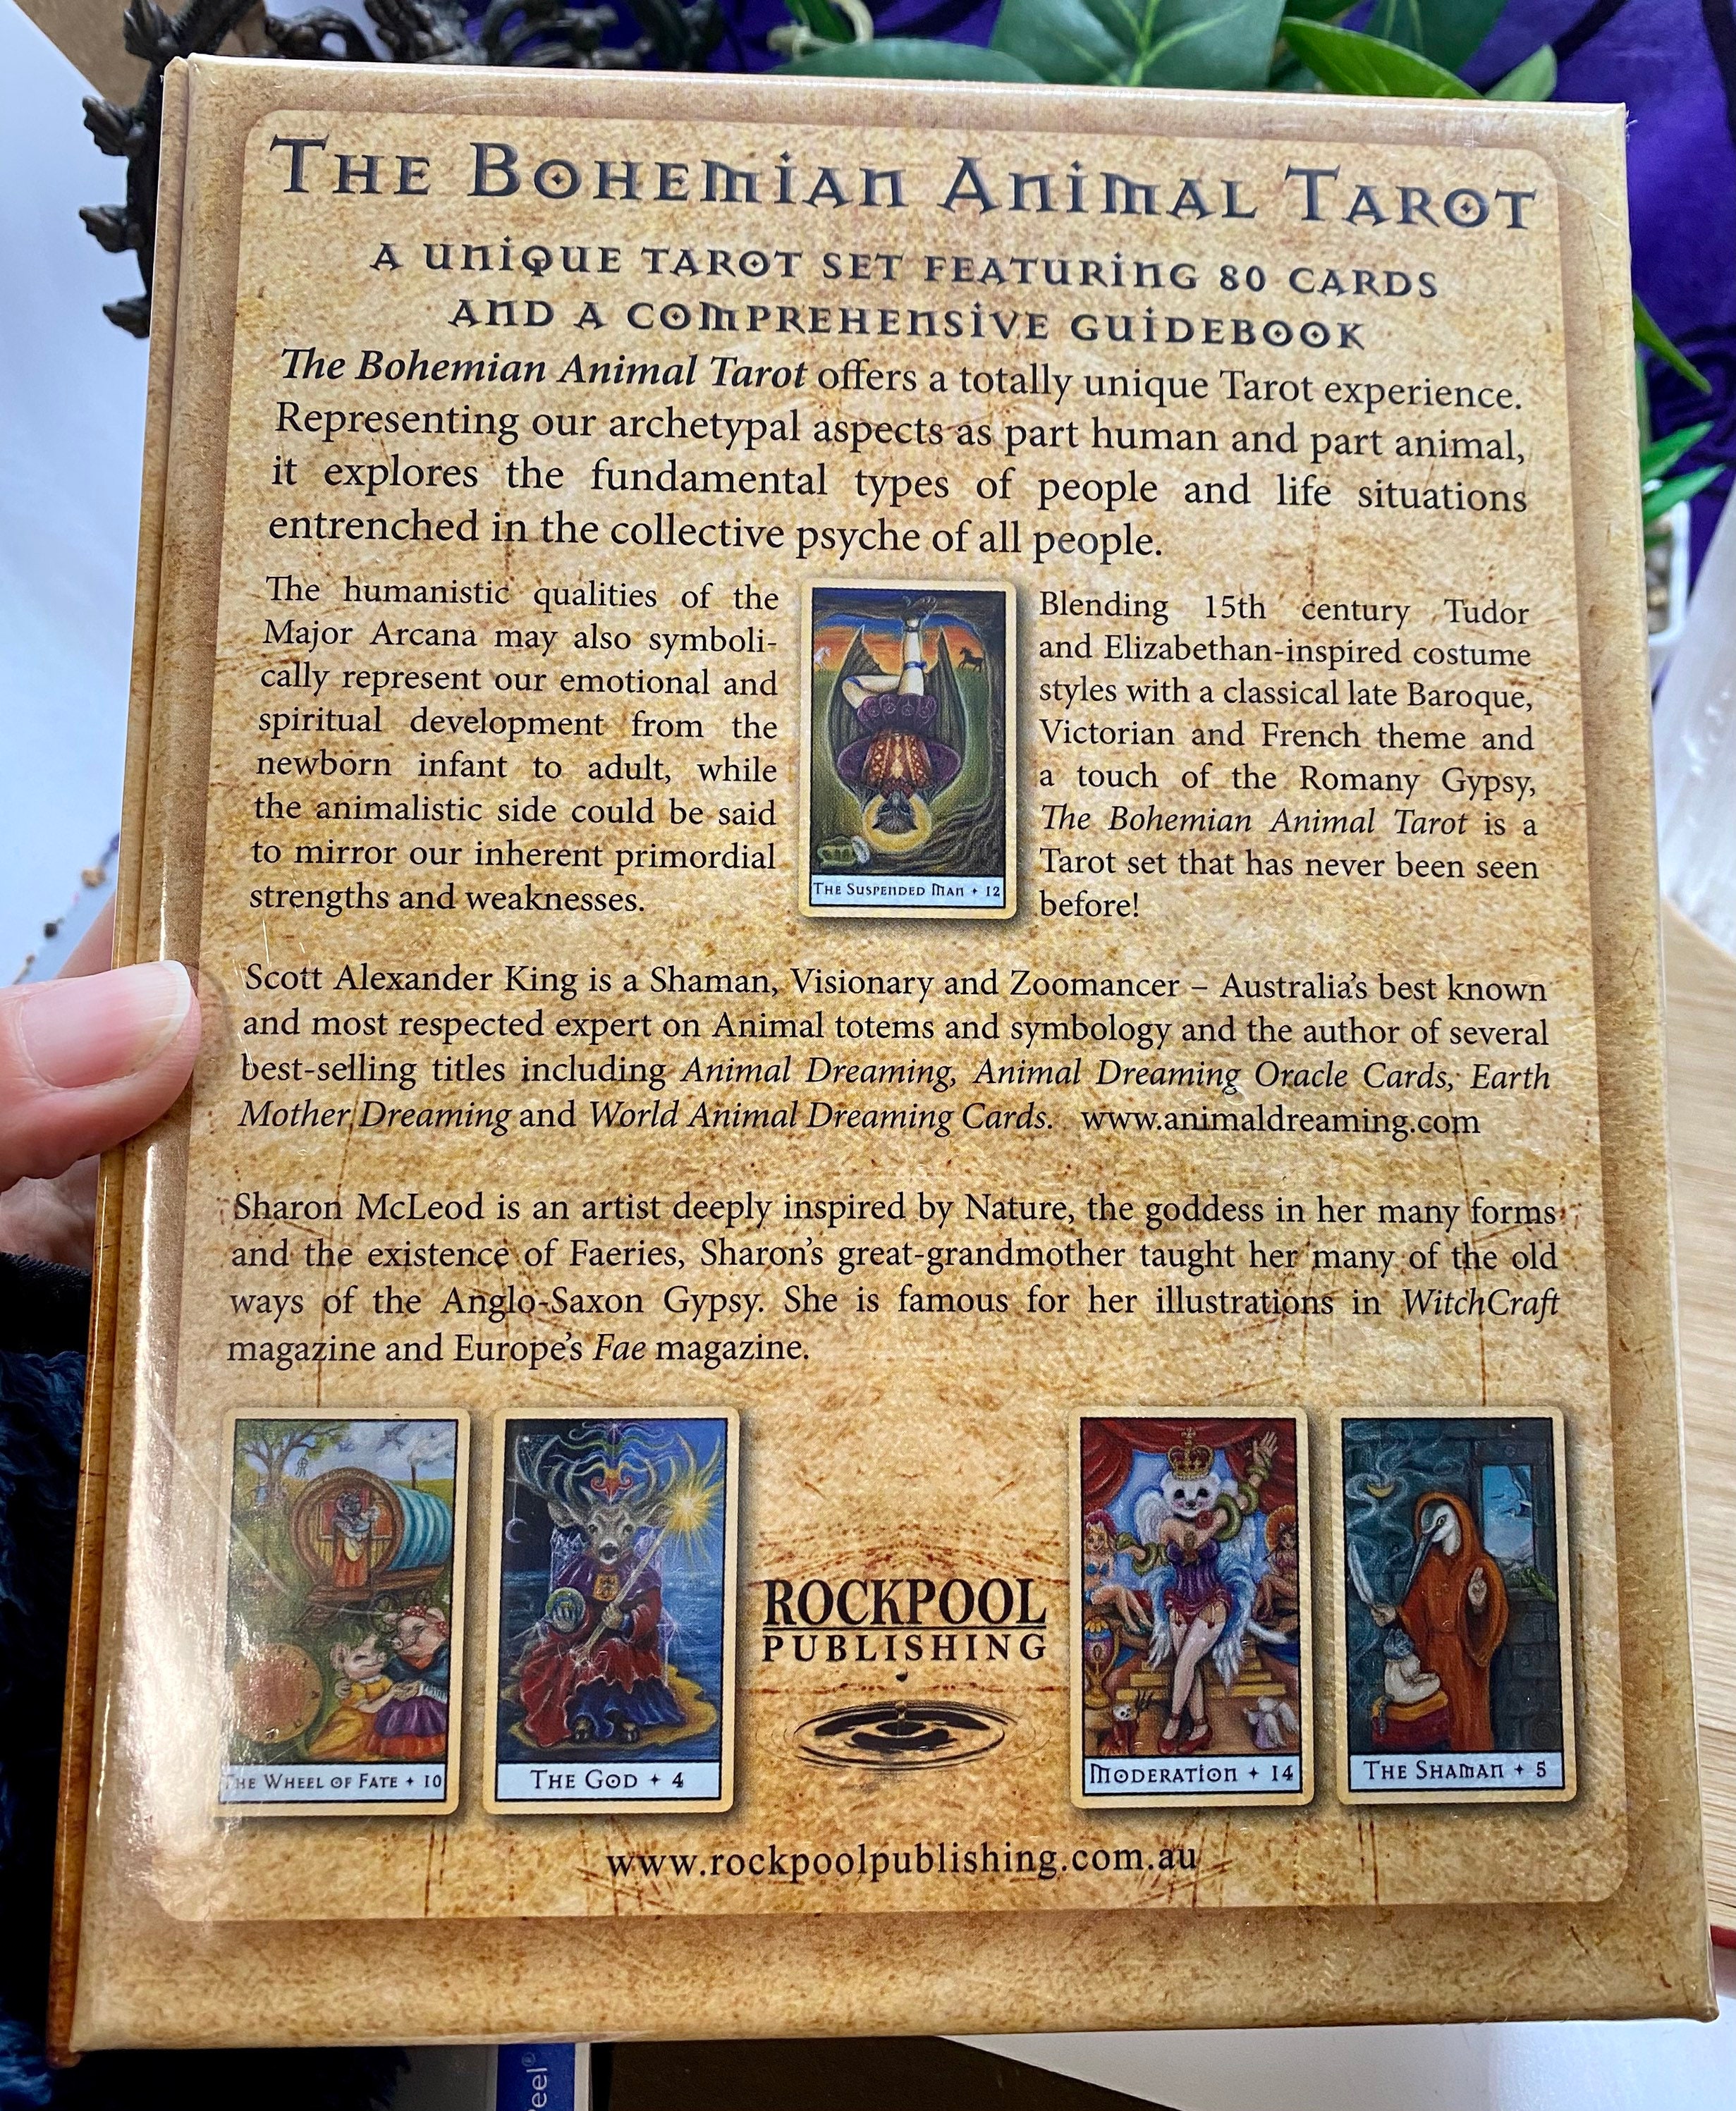 The Bohemian Animal Tarot
A unique tarot set featuring 80 cards
and a comprehensive guidebook
The Bohemian Animal Tarot offers a totally unique Tarot experience.
Representing our archetypal aspects as part human and part animal,
it explores the fundamental types of people and life situations
entrenched in the collective psyche of all people.
The humanistic qualities of the
Major Arcana may also symboli-
cally represent our emotional and
spiritual development from the
newborn infant to adult, while
the animalistic side could be said
to mirror our inherent primordial
strengths and weaknesses.
The Suspended Man + 12
Blending 15th century Tudor
and Elizabethan-inspired costume
styles with a classical late Baroque,
Victorian and French theme and
a touch of the Romany Gypsy,
The Bohemian Animal Tarot is a
Tarot set that has never been seen
before!
Scott Alexander King is a Shaman, Visionary and Zoomancer – Australia's best known
and most respected expert on Animal totems and symbology and the author of several
best-selling titles including Animal Dreaming, Animal Dreaming Oracle Cards, Earth
Mother Dreaming and World Animal Dreaming Cards. www.animaldreaming.com
Sharon McLeod is an artist deeply inspired by Nature, the goddess in her many forms
and the existence of Faeries, Sharon's great-grandmother taught her many of the old
ways of the Anglo-Saxon Gypsy. She is famous for her illustrations in WitchCraft
magazine and Europe's Fae magazine.
The Wheel of Fate + 10
The God + 4
ROCKPOOL
PUBLISHING
Moderation + 14
The Shaman + 5
www.rockpoolpublishing.com.au